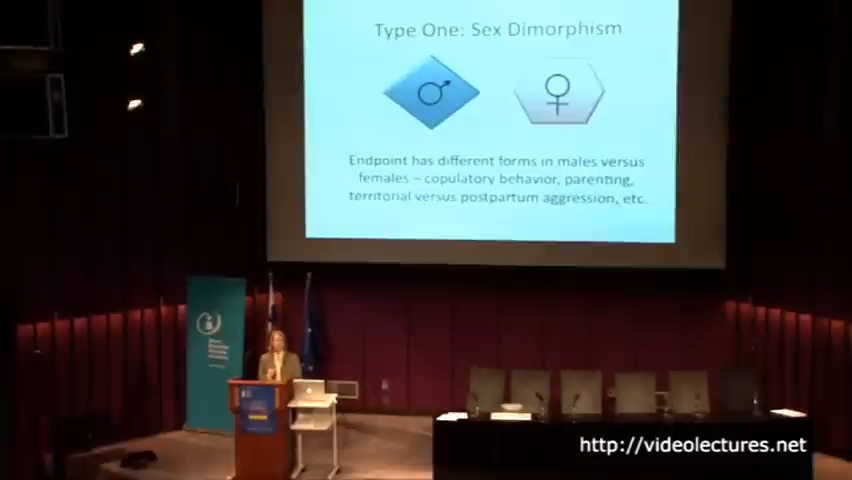 Type One: Sex Dimorphism
Endpoint has different forms in males versus
females – copulatory behavior, parenting,
territorial versus postpartum aggression, etc.
http://videolectures.net